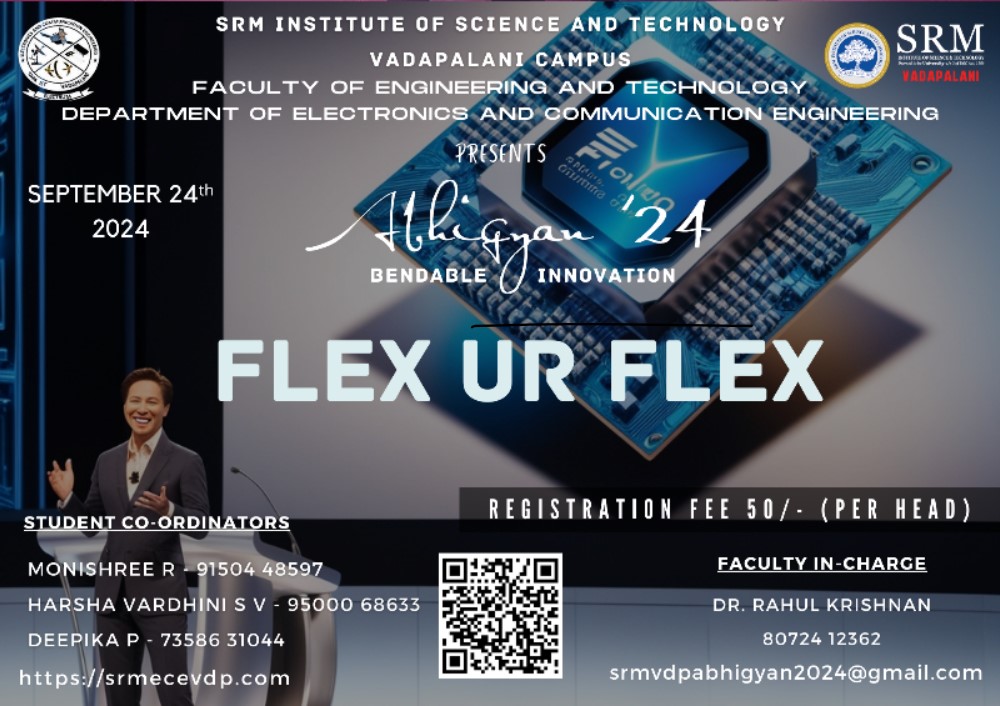 SRM INSTITUTE OF SCIENCE AND TECHNOLOGY
VADAPALANI CAMPUS
FACULTY OF ENGINEERING AND TECHNOLOGY
DEPARTMENT OF ELECTRONICS AND COMMUNICATION ENGINEERING
SRM
VADAPALANI
PRESENTS
SEPTEMBER 24th
2024
Abhigyan '24
BENDABLE INNOVATION
FLEX UR FLEX
REGISTRATION FEE 50/- (PER HEAD)
STUDENT CO-ORDINATORS
MONISHREE R - 91504 48597
HARSHA VARDHINI S V - 95000 68633
DEEPIKA P - 73586 31044
https://srmecevdp.com
FACULTY IN-CHARGE
DR. RAHUL KRISHNAN
80724 12362
srmvdpabhigyan2024@gmail.com